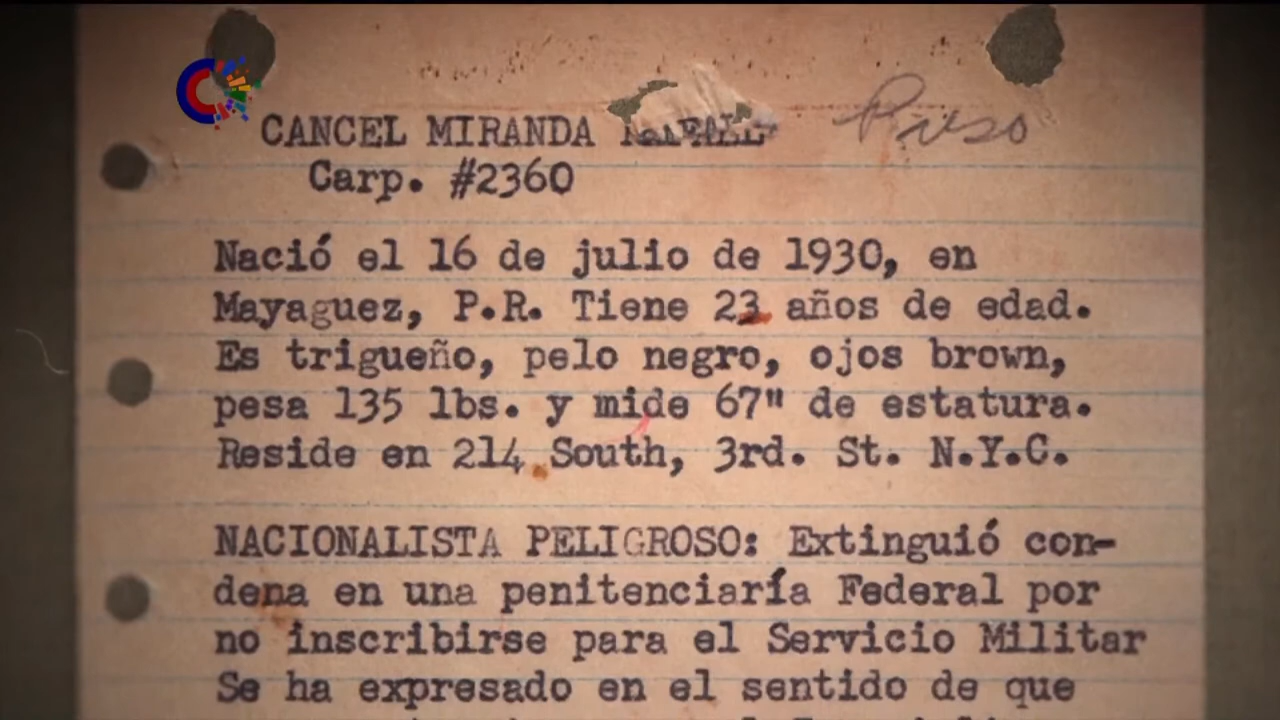 CANCEL MIRANDA RAFAEL
Preso
Carp. #2360
Nació el 16 de julio de 1930, en
Mayaguez, P.R. Tiene 23 años de edad.
Es trigueño, pelo negro, ojos brown,
pesa 135 lbs. y mide 67" de estatura.
Reside en 214 South, 3rd. St. N.Y.C.
NACIONALISTA PELIGROSO: Extinguió con-
dena en una penitenciaría Federal por
no inscribirse para el Servicio Militar
Se ha expresado en el sentido de que